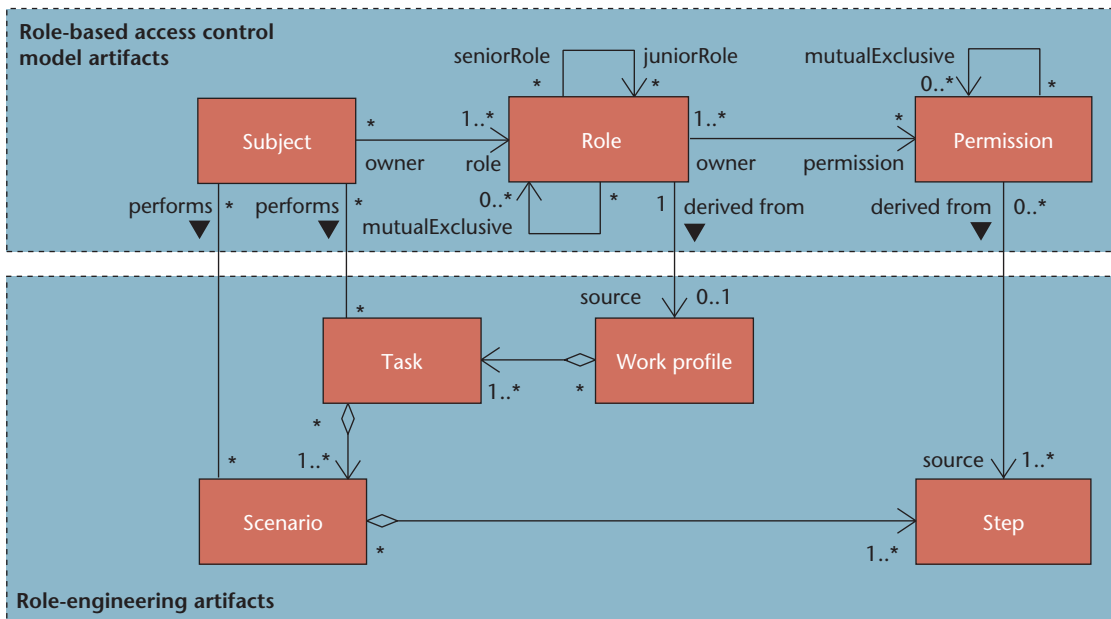 Role-based access control
model artifacts
seniorRole
juniorRole
*
*
mutualExclusive
0..*
*
Subject
*
owner
1..*
role
Role
1..*
owner
*
permission
Permission
performs
*
performs
*
0..*
*
mutualExclusive
1
derived from
derived from
0..*
source
0..1
*
Task
1..*
*
Work profile
*
1..*
*
source
1..*
Scenario
*
1..*
Step
Role-engineering artifacts